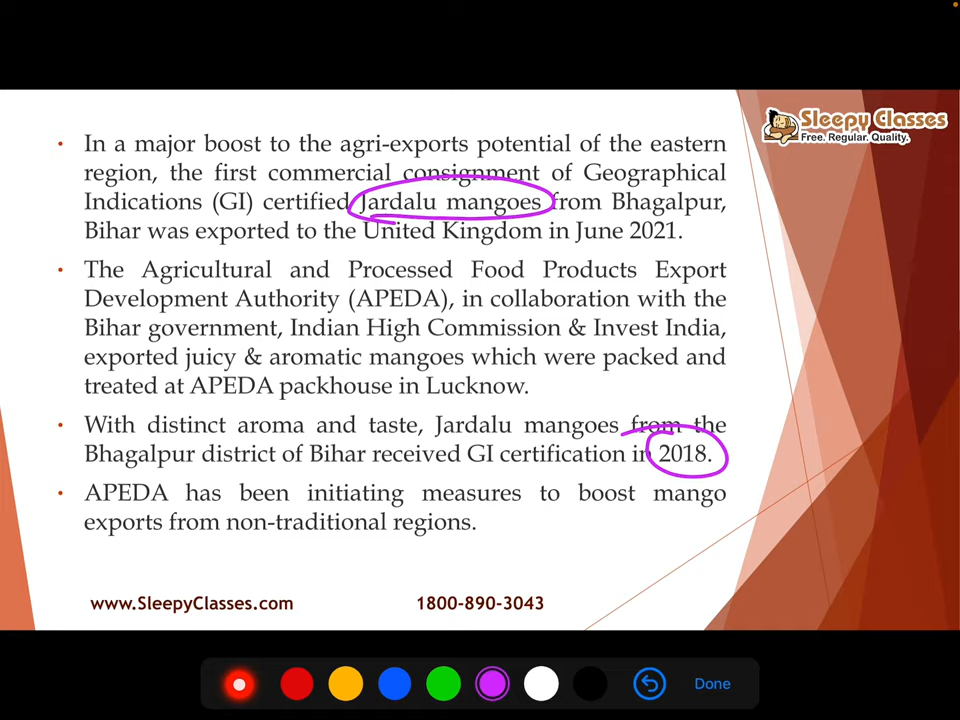 Sleepy Classes
Free. Regular. Quality.
• In a major boost to the agri-exports potential of the eastern
region, the first commercial consignment of Geographical
Indications (GI) certified Jardalu mangoes from Bhagalpur,
Bihar was exported to the United Kingdom in June 2021.
• The Agricultural and Processed Food Products Export
Development Authority (APEDA), in collaboration with the
Bihar government, Indian High Commission & Invest India,
exported juicy & aromatic mangoes which were packed and
treated at APEDA packhouse in Lucknow.
• With distinct aroma and taste, Jardalu mangoes from the
Bhagalpur district of Bihar received GI certification in 2018.
• APEDA has been initiating measures to boost mango
exports from non-traditional regions.
www.SleepyClasses.com 1800-890-3043
Done